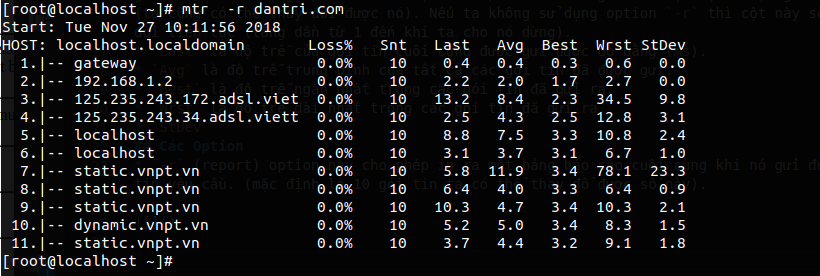 [root@localhost ~]# mtr  -r dantri.com
Start: Tue Nov 27 10:11:56 2018
HOST: localhost.localdomain       Loss%   Snt   Last   Avg  Best  Wrst StDev
  1.|-- gateway                    0.0%    10    0.4   0.4   0.3   0.6   0.0
  2.|-- 192.168.1.2                0.0%    10    2.2   2.0   1.7   2.7   0.0
  3.|-- 125.235.243.172.adsl.viet  0.0%    10   13.2   8.4   2.3  34.5   9.8
  4.|-- 125.235.243.34.adsl.viett  0.0%    10    2.5   4.3   2.5  12.8   3.1
  5.|-- localhost                  0.0%    10    8.8   7.5   3.3  10.8   2.4
  6.|-- localhost                  0.0%    10    3.1   3.7   3.1   6.7   1.0
  7.|-- static.vnpt.vn             0.0%    10    5.8  11.9   3.4  78.1  23.3
  8.|-- static.vnpt.vn             0.0%    10    6.4   4.0   3.3   6.4   0.9
  9.|-- static.vnpt.vn             0.0%    10   10.3   4.7   3.4  10.3   2.1
 10.|-- dynamic.vnpt.vn            0.0%    10    5.2   5.0   3.4   8.3   1.5
 11.|-- static.vnpt.vn             0.0%    10    3.7   4.4   3.2   9.1   1.8
[root@localhost ~]#